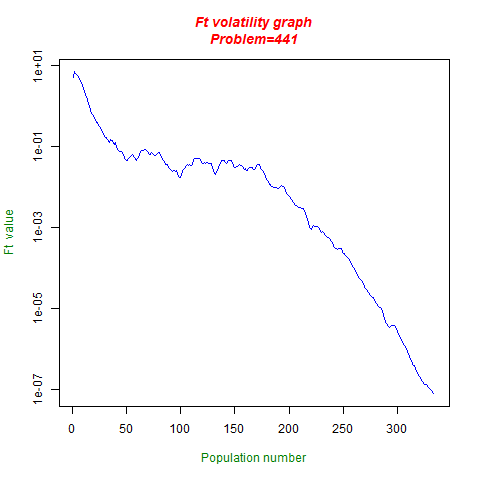 Ft volatility graph
Problem=441
1e+01
1e-01
1e-03
1e-05
1e-07
Ft value
0 50 100 150 200 250 300
Population number